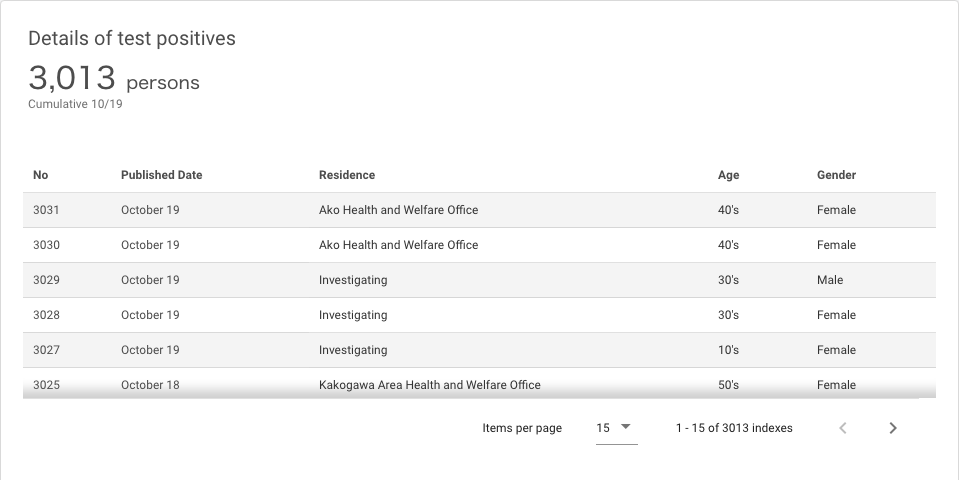 Details of test positives
3,013 persons
Cumulative 10/19
No Published Date Residence Age Gender
3031 October 19 Ako Health and Welfare Office 40's Female
3030 October 19 Ako Health and Welfare Office 40's Female
3029 October 19 Investigating 30's Male
3028 October 19 Investigating 30's Female
3027 October 19 Investigating 10's Female
3025 October 18 Kakogawa Area Health and Welfare Office 50's Female
Items per page 15 1 - 15 of 3013 indexes